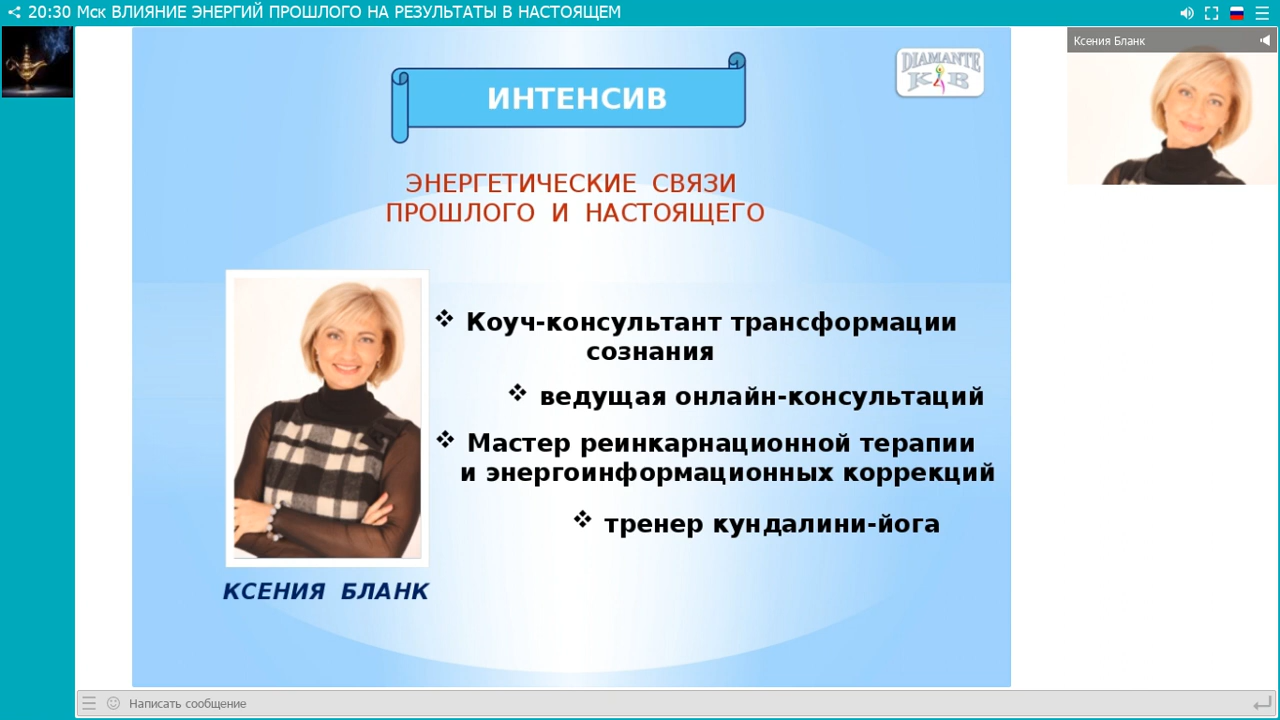 20:30 Мск ВЛИЯНИЕ ЭНЕРГИЙ ПРОШЛОГО НА РЕЗУЛЬТАТЫ В НАСТОЯЩЕМ
Ксения Бланк
DIAMANTE
ИНТЕНСИВ
ЭНЕРГЕТИЧЕСКИЕ СВЯЗИ
ПРОШЛОГО И НАСТОЯЩЕГО
❖ Коуч-консультант трансформации
сознания
❖ ведущая онлайн-консультаций
❖ Мастер реинкарнационной терапии
и энергоинформационных коррекций
❖ тренер кундалини-йога
КСЕНИЯ БЛАНК
Написать сообщение